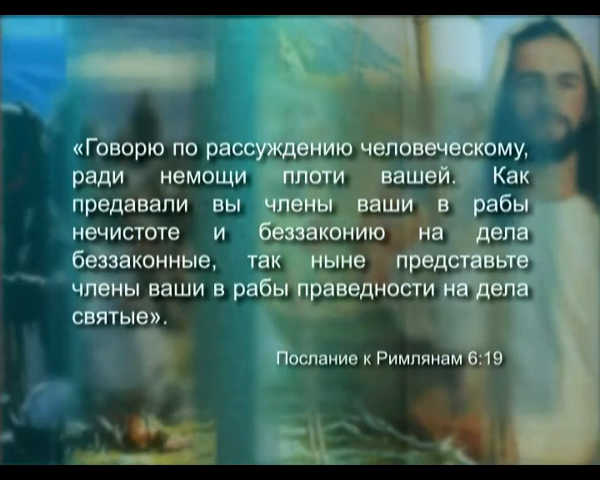 «Говорю по рассуждению человеческому,
ради немощи плоти вашей. Как
предавали вы члены ваши в рабы
нечистоте и беззаконию на дела
беззаконные, так ныне представьте
члены ваши в рабы праведности на дела
святые».
Послание к Римлянам 6:19